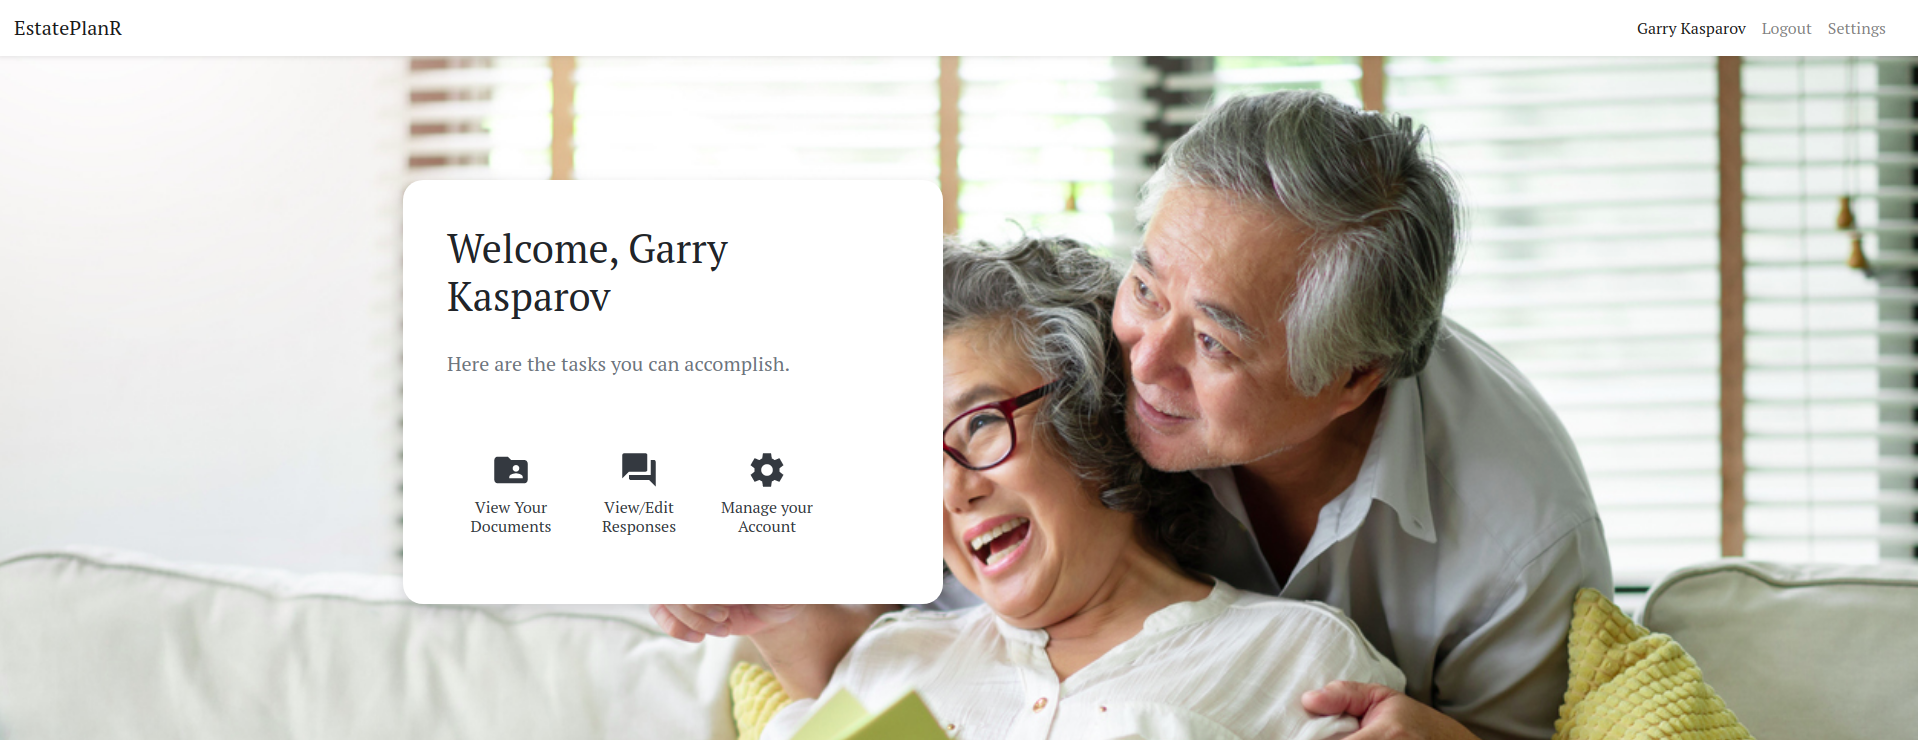 EstatePlanR
Garry Kasparov
Logout
Settings
Welcome, Garry
Kasparov
Here are the tasks you can accomplish.
View Your
Documents
View/Edit
Responses
Manage your
Account